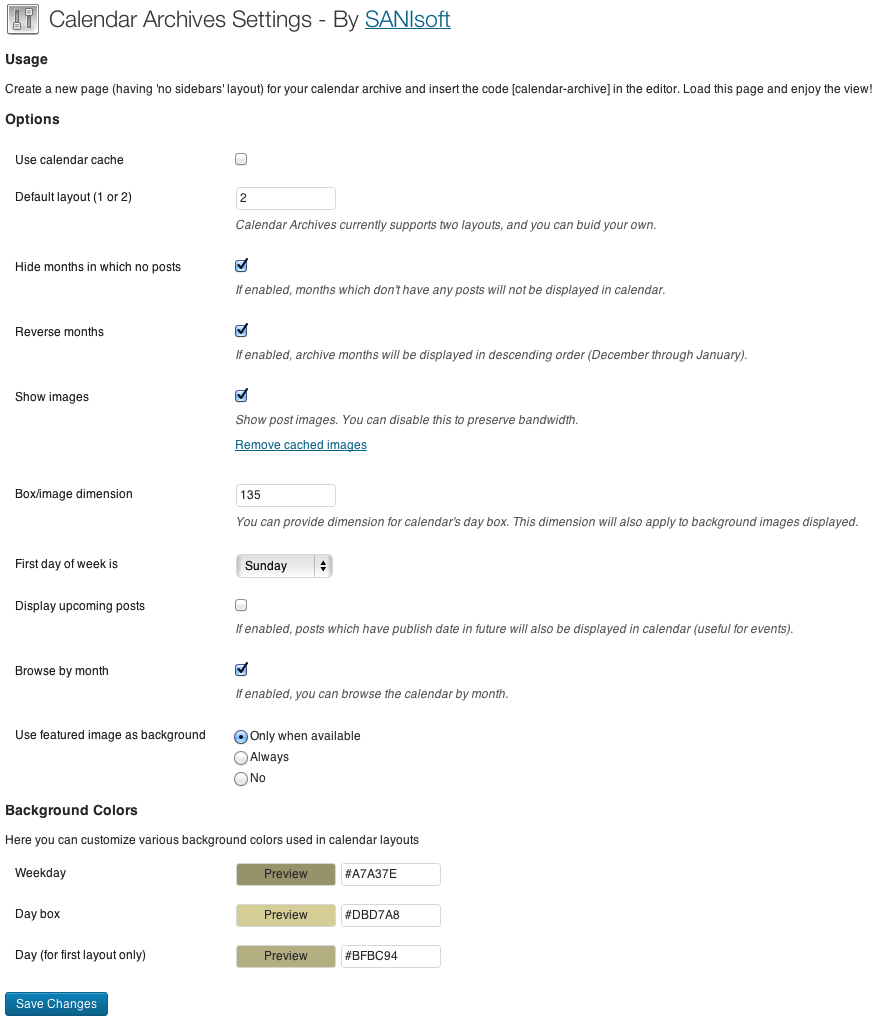 Calendar Archives Settings - By SANIsoft
Usage
Create a new page (having 'no sidebars' layout) for your calendar archive and insert the code [calendar-archive] in the editor. Load this page and enjoy the view!
Options
Use calendar cache
Default layout (1 or 2) 2
Calendar Archives currently supports two layouts, and you can buid your own.
Hide months in which no posts
If enabled, months which don't have any posts will not be displayed in calendar.
Reverse months
If enabled, archive months will be displayed in descending order (December through January).
Show images
Show post images. You can disable this to preserve bandwidth.
Remove cached images
Box/image dimension 135
You can provide dimension for calendar's day box. This dimension will also apply to background images displayed.
First day of week is Sunday
Display upcoming posts
If enabled, posts which have publish date in future will also be displayed in calendar (useful for events).
Browse by month
If enabled, you can browse the calendar by month.
Use featured image as background Only when available
Always
No
Background Colors
Here you can customize various background colors used in calendar layouts
Weekday Preview #A7A37E
Day box Preview #DBD7A8
Day (for first layout only) Preview #BFBC94
Save Changes